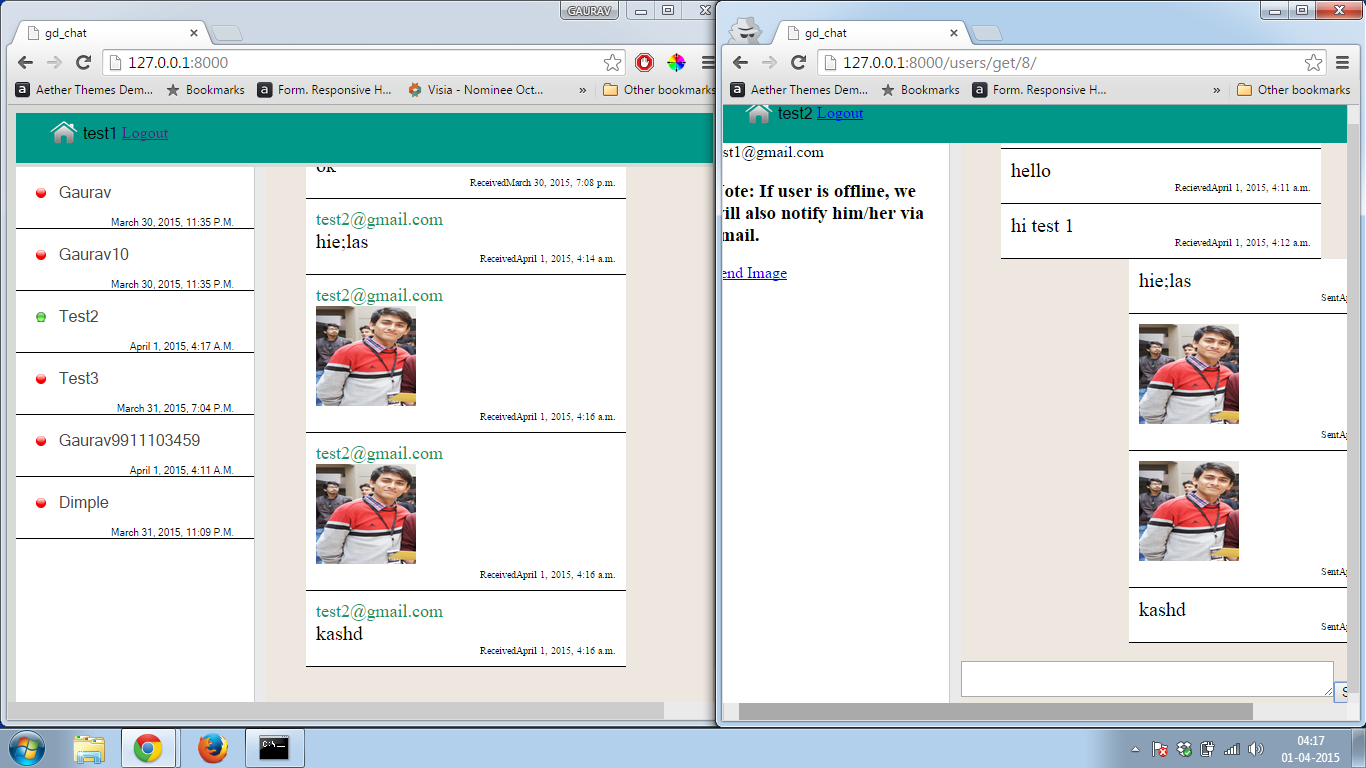 GAURAV
gd_chat
127.0.0.1:8000
Aether Themes Dem...
Bookmarks
Form. Responsive H...
Visia - Nominee Oct...
»
Other bookmarks
test1 Logout
Gaurav
March 30, 2015, 11:35 P.M.
Gaurav10
March 30, 2015, 11:35 P.M.
Test2
April 1, 2015, 4:17 A.M.
Test3
March 31, 2015, 7:04 P.M.
Gaurav9911103459
April 1, 2015, 4:11 A.M.
Dimple
March 31, 2015, 11:09 P.M.
ok
ReceivedMarch 30, 2015, 7:08 p.m.
test2@gmail.com
hie;las
ReceivedApril 1, 2015, 4:14 a.m.
test2@gmail.com
ReceivedApril 1, 2015, 4:16 a.m.
test2@gmail.com
ReceivedApril 1, 2015, 4:16 a.m.
test2@gmail.com
kashd
ReceivedApril 1, 2015, 4:16 a.m.
gd_chat
127.0.0.1:8000/users/get/8/
Aether Themes Dem...
Bookmarks
Form. Responsive H...
»
Other bookmarks
test2 Logout
st1@gmail.com
ote: If user is offline, we
ill also notify him/her via
mail.
end Image
hello
RecievedApril 1, 2015, 4:11 a.m.
hi test 1
RecievedApril 1, 2015, 4:12 a.m.
hie;las
SentAp
SentAp
SentAp
kashd
SentAp
S
C:\
04:17
01-04-2015